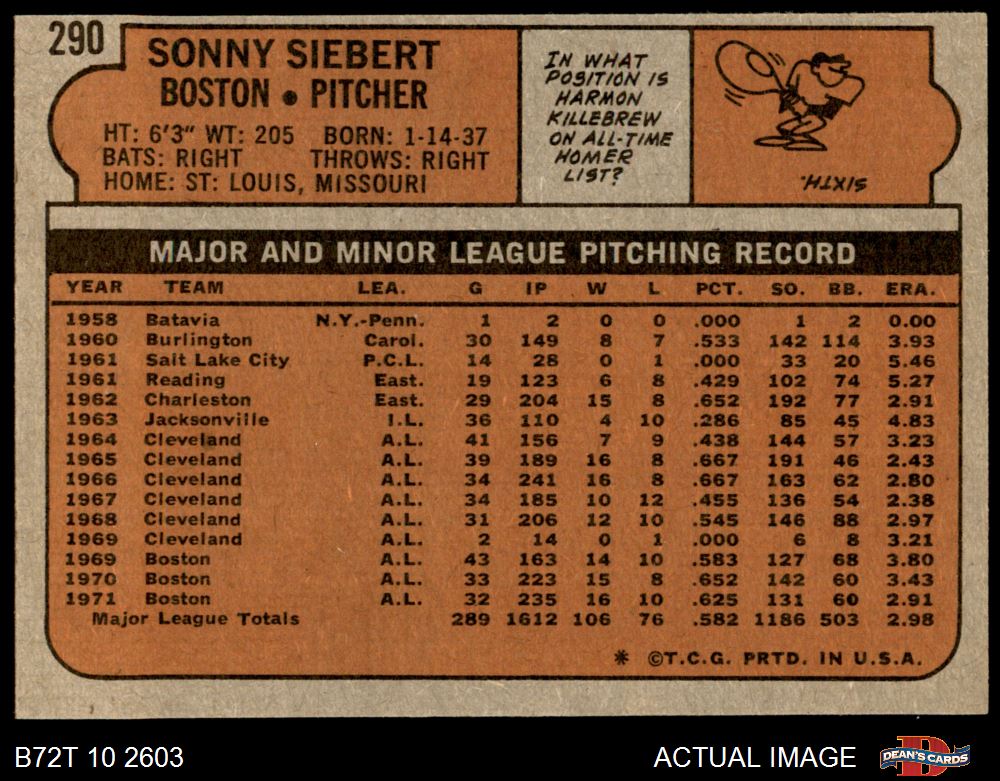 290
SONNY SIEBERT
BOSTON • PITCHER
HT: 6'3" WT: 205 BORN: 1-14-37
BATS: RIGHT THROWS: RIGHT
HOME: ST: LOUIS, MISSOURI
IN WHAT
POSITION IS
HARMON
KILLEBREW
ON ALL-TIME
HOMER
LIST?
SIXTH.
MAJOR AND MINOR LEAGUE PITCHING RECORD
YEAR TEAM LEA. G IP W L PCT. SO. BB. ERA.
1958 Batavia N.Y.-Penn. 1 2 0 0 .000 1 2 0.00
1960 Burlington Carol. 30 149 8 7 .533 142 114 3.93
1961 Salt Lake City P.C.L. 14 28 0 1 .000 33 20 5.46
1961 Reading East. 19 123 6 8 .429 102 74 5.27
1962 Charleston East. 29 204 15 8 .652 192 77 2.91
1963 Jacksonville I.L. 36 110 4 10 .286 85 45 4.83
1964 Cleveland A.L. 41 156 7 9 .438 144 57 3.23
1965 Cleveland A.L. 39 189 16 8 .667 191 46 2.43
1966 Cleveland A.L. 34 241 16 8 .667 163 62 2.80
1967 Cleveland A.L. 34 185 10 12 .455 136 54 2.38
1968 Cleveland A.L. 31 206 12 10 .545 146 88 2.97
1969 Cleveland A.L. 2 14 0 1 .000 6 8 3.21
1969 Boston A.L. 43 163 14 10 .583 127 68 3.80
1970 Boston A.L. 33 223 15 8 .652 142 60 3.43
1971 Boston A.L. 32 235 16 10 .625 131 60 2.91
Major League Totals 289 1612 106 76 .582 1186 503 2.98
* ©T.C.G. PRTD. IN U.S.A.
B72T 10 2603 ACTUAL IMAGE DEAN'S CARDS